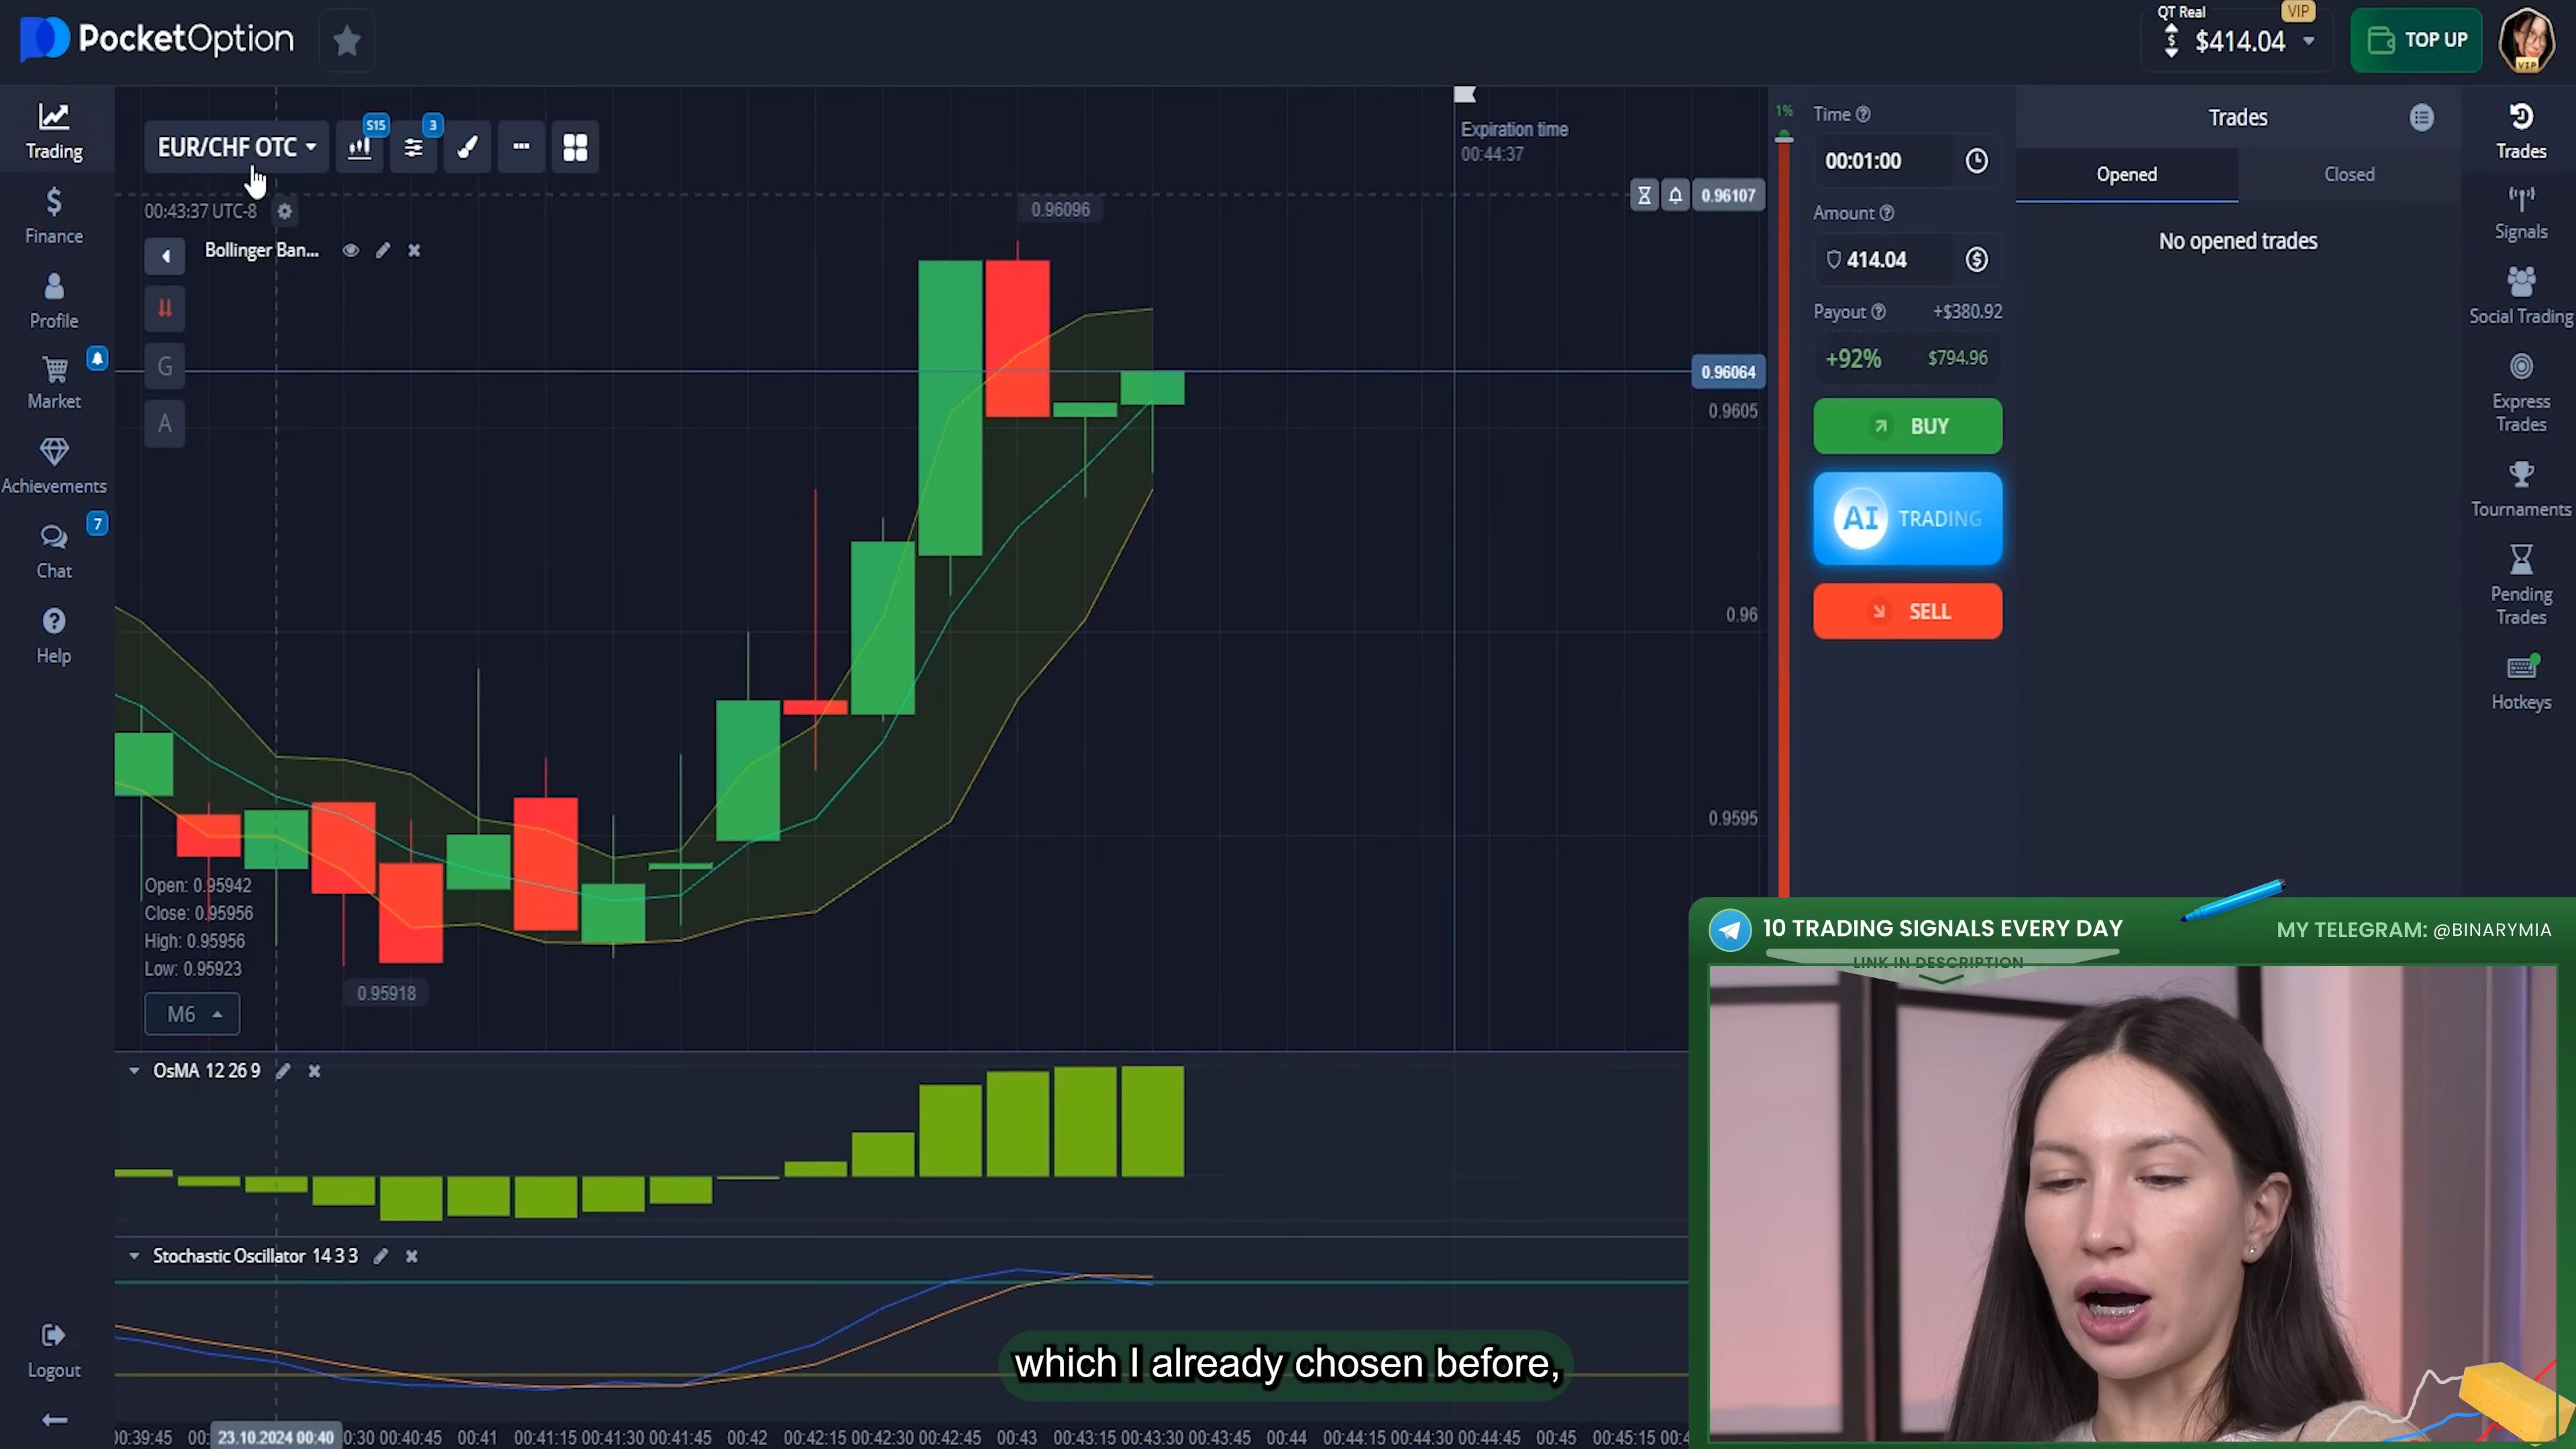 PocketOption
QT Real
VIP
$414.04
TOP UP
VIP
Trading
Finance
Profile
Market
Achievements
7
Chat
Help
Logout
EUR/CHF OTC
S15
3
00:43:37 UTC-8
Bollinger Ban...
G
A
Open: 0.95942
Close: 0.95956
High: 0.95956
Low: 0.95923
M6
0.96096
0.95918
Expiration time
00:44:37
0.96107
0.96064
0.9605
0.96
0.9595
OsMA 12 26 9
Stochastic Oscillator 14 3 3
00:39:45 23.10.2024 00:40 00:40:45 00:41 00:41:15 00:41:30 00:41:45 00:42 00:42:15 00:42:30 00:42:45 00:43 00:43:15 00:43:30 00:43:45 00:44 00:44:15 00:44:30 00:44:45 00:45 00:45:15
1%
Time
00:01:00
Amount
414.04
Payout +$380.92
+92% $794.96
BUY
AI TRADING
SELL
Trades
Opened Closed
No opened trades
Trades
Signals
Social Trading
Express
Trades
Tournaments
Pending
Trades
Hotkeys
10 TRADING SIGNALS EVERY DAY
MY TELEGRAM: @BINARYMIA
LINK IN DESCRIPTION
which I already chosen before,